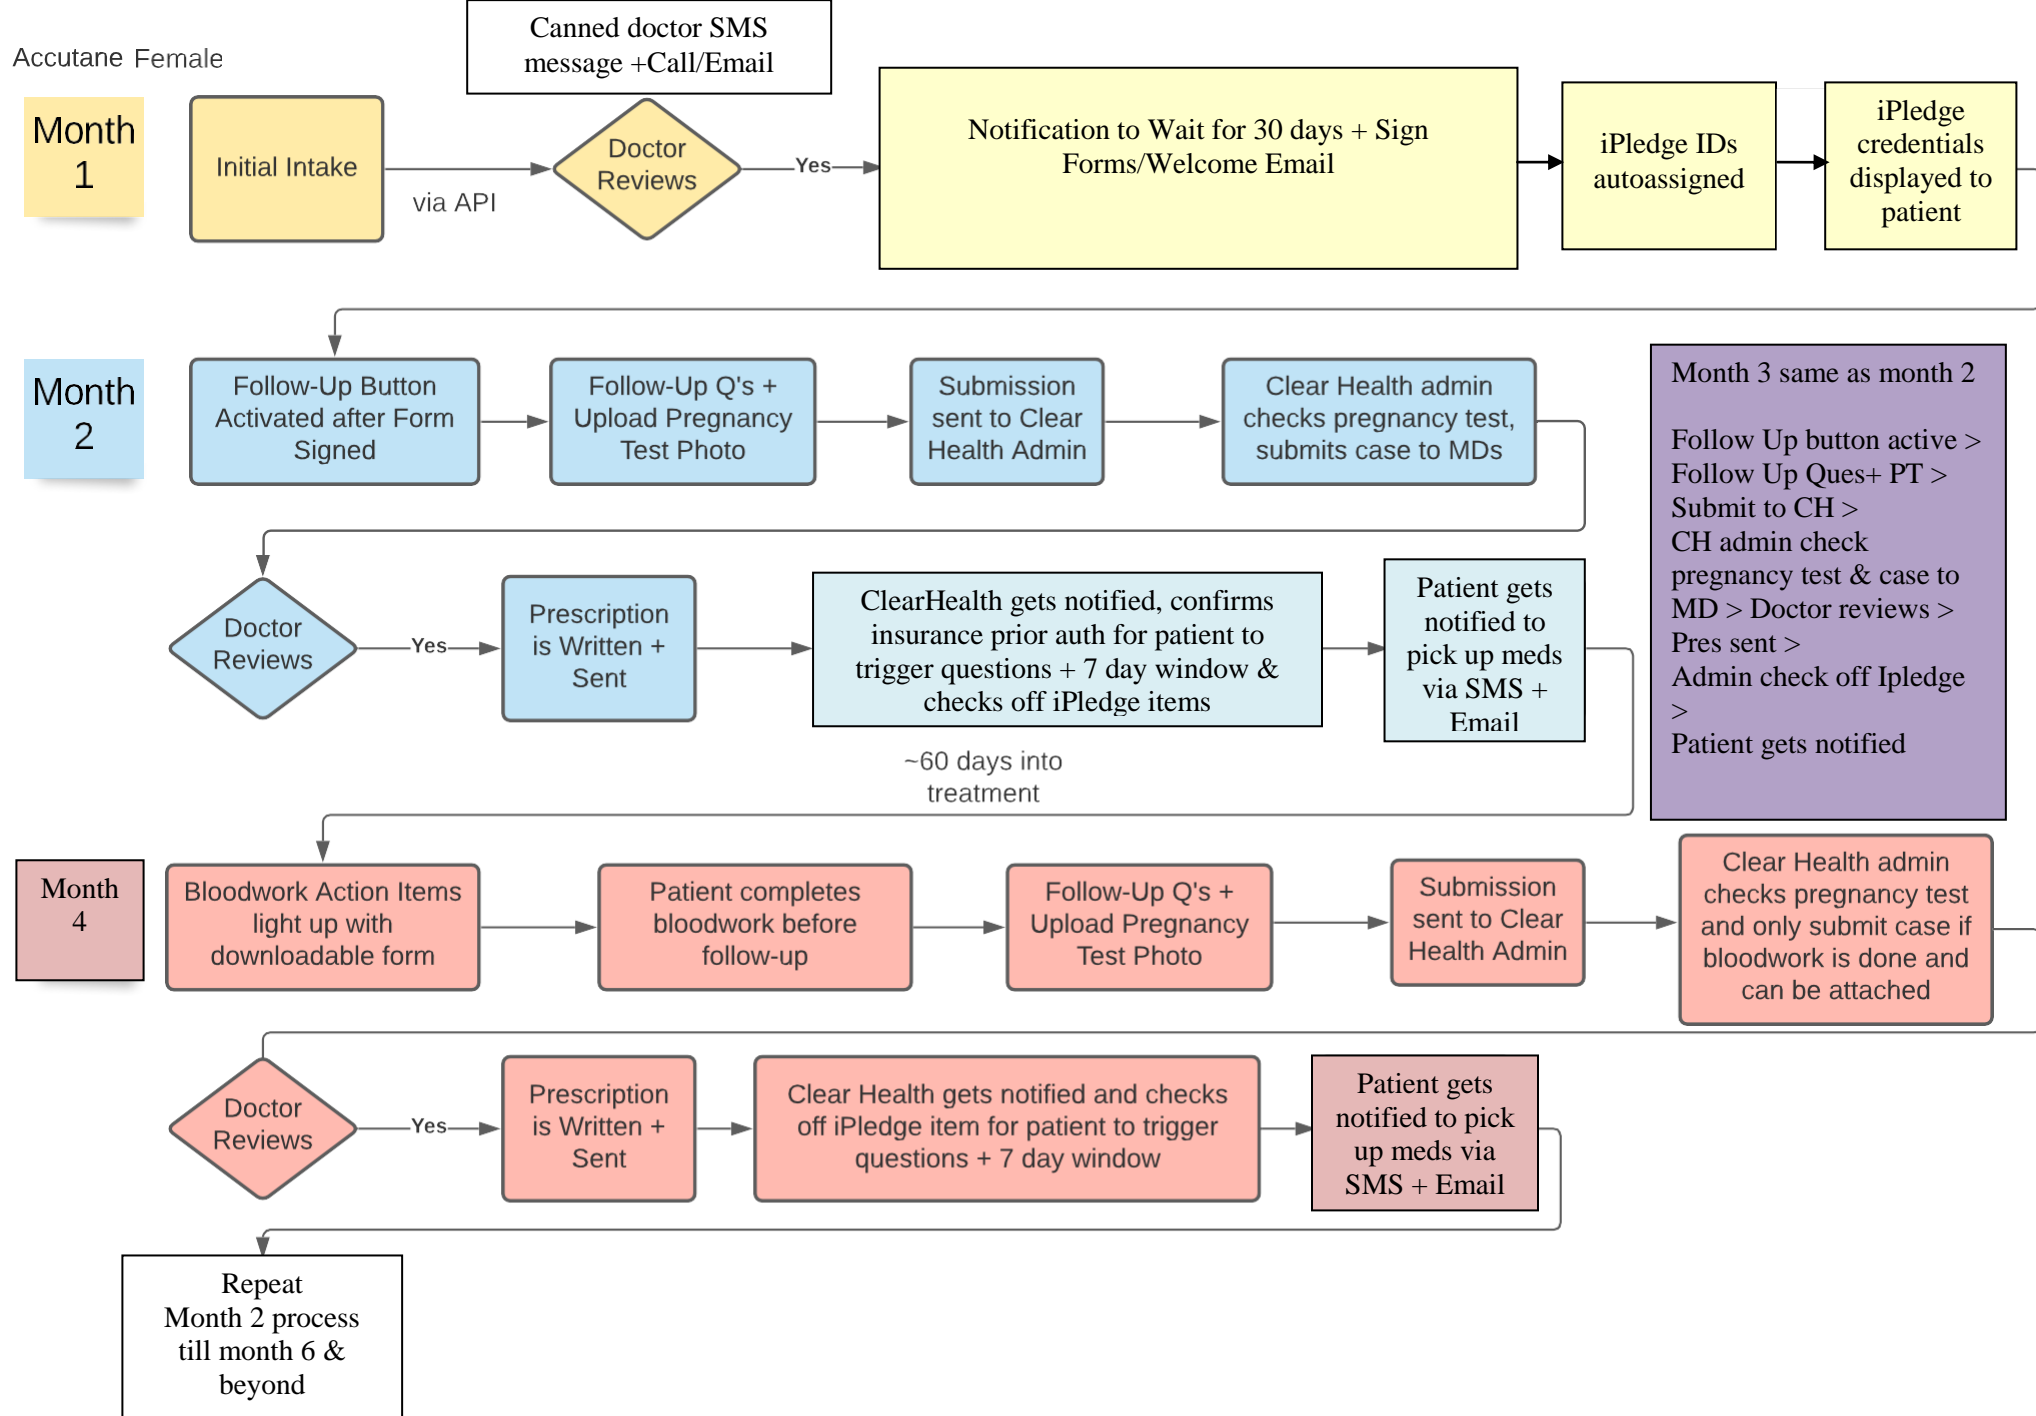 Canned doctor SMS
message +Call/Email
Accutane Female
Month
1
Initial Intake
via API
Doctor
Reviews
Yes
Notification to Wait for 30 days + Sign
Forms/Welcome Email
iPledge IDs
autoassigned
iPledge
credentials
displayed to
patient
Month
2
Follow-Up Button
Activated after Form
Signed
Follow-Up Q's +
Upload Pregnancy
Test Photo
Submission
sent to Clear
Health Admin
Clear Health admin
checks pregnancy test,
submits case to MDs
Month 3 same as month 2
Follow Up button active >
Follow Up Ques+ PT >
Submit to CH >
CH admin check
pregnancy test & case to
MD > Doctor reviews >
Pres sent >
Admin check off Ipledge
>
Patient gets notified
Doctor
Reviews
Yes
Prescription
is Written +
Sent
ClearHealth gets notified, confirms
insurance prior auth for patient to
trigger questions + 7 day window &
checks off iPledge items
Patient gets
notified to
pick up meds
via SMS +
Email
~60 days into
treatment
Month
4
Bloodwork Action Items
light up with
downloadable form
Patient completes
bloodwork before
follow-up
Follow-Up Q's +
Upload Pregnancy
Test Photo
Submission
sent to Clear
Health Admin
Clear Health admin
checks pregnancy test
and only submit case if
bloodwork is done and
can be attached
Doctor
Reviews
Yes
Prescription
is Written +
Sent
Clear Health gets notified and checks
off iPledge item for patient to trigger
questions + 7 day window
Patient gets
notified to pick
up meds via
SMS + Email
Repeat
Month 2 process
till month 6 &
beyond